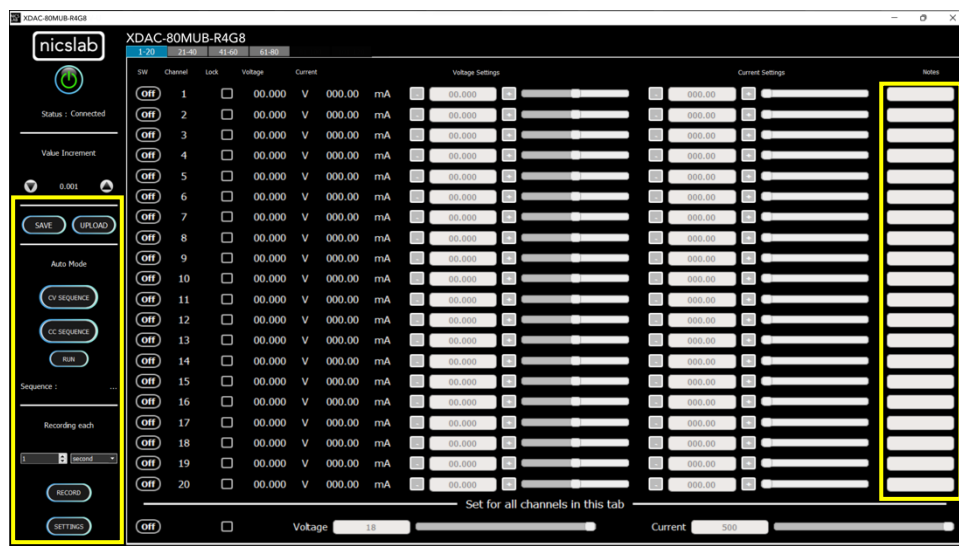 XDAC-80MUB-R4G8
nicslab
XDAC-80MUB-R4G8
1-20 21-40 41-60 61-80
Status : Connected
Value Increment
0.001
SAVE UPLOAD
Auto Mode
CV SEQUENCE
CC SEQUENCE
RUN
Sequence : ...
Recording each
1 second
RECORD
SETTINGS
SW Channel Lock Voltage Current Voltage Settings Current Settings Notes
Off 1 00.000 V 000.00 mA - 00.000 + - 000.00 +
Off 2 00.000 V 000.00 mA - 00.000 + - 000.00 +
Off 3 00.000 V 000.00 mA - 00.000 + - 000.00 +
Off 4 00.000 V 000.00 mA - 00.000 + - 000.00 +
Off 5 00.000 V 000.00 mA - 00.000 + - 000.00 +
Off 6 00.000 V 000.00 mA - 00.000 + - 000.00 +
Off 7 00.000 V 000.00 mA - 00.000 + - 000.00 +
Off 8 00.000 V 000.00 mA - 00.000 + - 000.00 +
Off 9 00.000 V 000.00 mA - 00.000 + - 000.00 +
Off 10 00.000 V 000.00 mA - 00.000 + - 000.00 +
Off 11 00.000 V 000.00 mA - 00.000 + - 000.00 +
Off 12 00.000 V 000.00 mA - 00.000 + - 000.00 +
Off 13 00.000 V 000.00 mA - 00.000 + - 000.00 +
Off 14 00.000 V 000.00 mA - 00.000 + - 000.00 +
Off 15 00.000 V 000.00 mA - 00.000 + - 000.00 +
Off 16 00.000 V 000.00 mA - 00.000 + - 000.00 +
Off 17 00.000 V 000.00 mA - 00.000 + - 000.00 +
Off 18 00.000 V 000.00 mA - 00.000 + - 000.00 +
Off 19 00.000 V 000.00 mA - 00.000 + - 000.00 +
Off 20 00.000 V 000.00 mA - 00.000 + - 000.00 +
Set for all channels in this tab
Off Voltage 18 Current 500